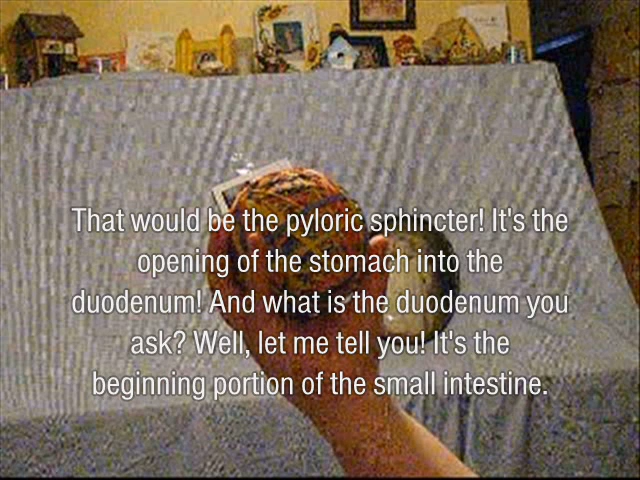 That would be the pyloric sphincter! It's the
opening of the stomach into the
duodenum! And what is the duodenum you
ask? Well, let me tell you! It's the
beginning portion of the small intestine.